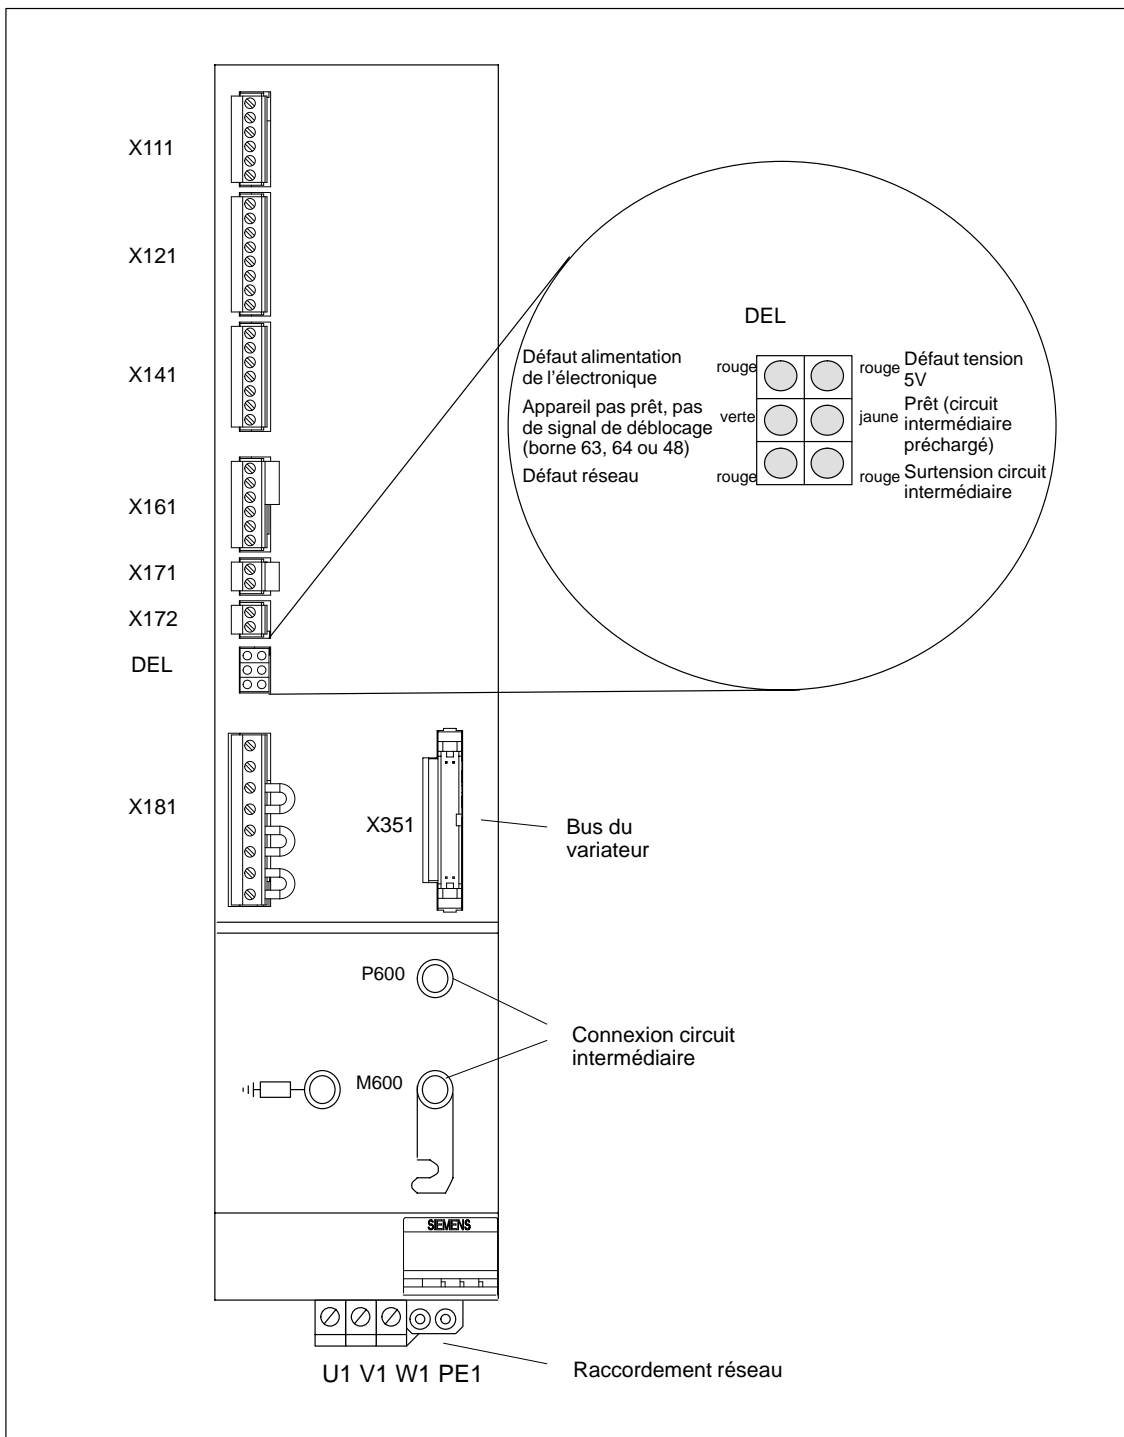 X111
X121
X141
X161
X171
X172
DEL
X181
DEL
Défaut alimentation
de l'électronique
rouge
rouge
Défaut tension
5V
Appareil pas prêt, pas
de signal de déblocage
(borne 63, 64 ou 48)
verte
jaune
Prêt (circuit
intermédiaire
préchargé)
Défaut réseau
rouge
rouge
Surtension circuit
intermédiaire
X351
Bus du
variateur
P600
M600
Connexion circuit
intermédiaire
SIEMENS
U1 V1 W1 PE1
Raccordement réseau